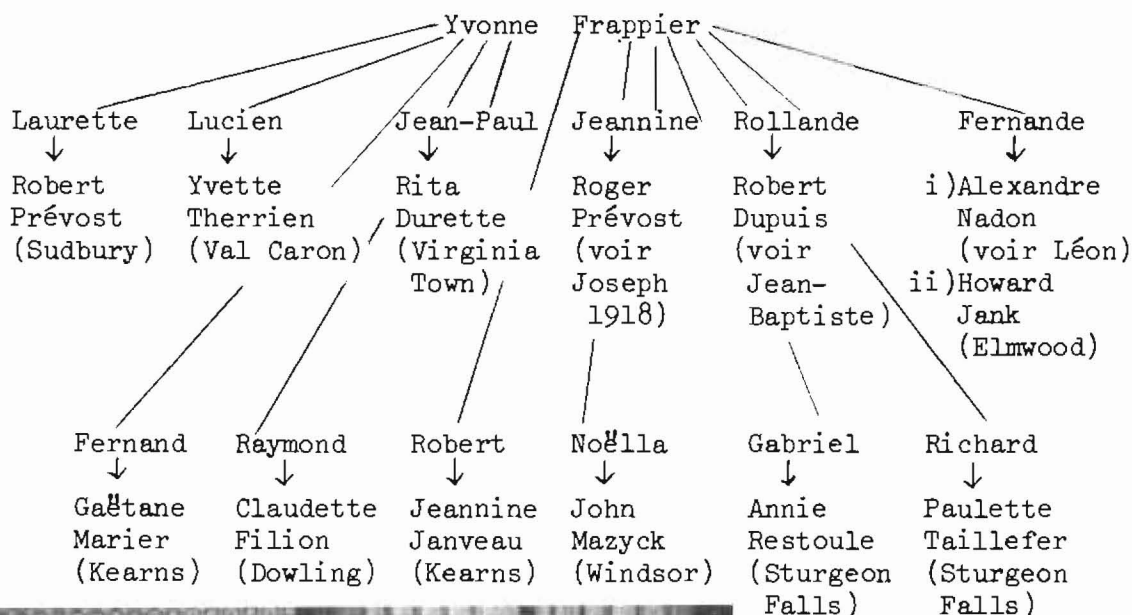 Yvonne Frappier
Laurette Lucien Jean-Paul Jeannine Rollande Fernande
↓ ↓ ↓ ↓ ↓ ↓
Robert Yvette Rita Roger Robert i)Alexandre
Prévost Therrien Durette Prévost Dupuis Nadon
(Sudbury) (Val Caron) (Virginia (voir (voir (voir Léon)
Town) Joseph Jean- ii)Howard
1918) Baptiste) Jank
(Elmwood)
Fernand Raymond Robert Noëlla Gabriel Richard
↓ ↓ ↓ ↓ ↓ ↓
Gaëtane Claudette Jeannine John Annie Paulette
Marier Filion Janveau Mazyck Restoule Taillefer
(Kearns) (Dowling) (Kearns) (Windsor) (Sturgeon (Sturgeon
Falls) Falls)